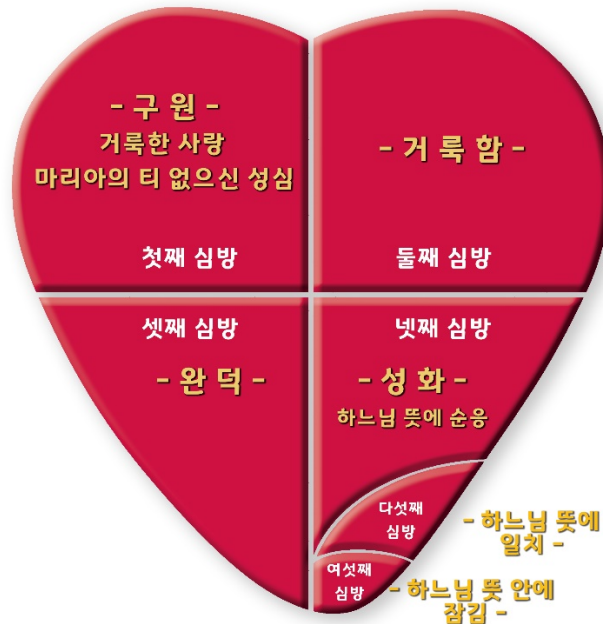 - 구 원 -
거룩한 사랑
마리아의 티 없으신 성심
첫째 심방
- 거 룩 함 -
둘째 심방
셋째 심방
- 완 덕 -
넷째 심방
- 성 화 -
하느님 뜻에 순응
다섯째
심방
- 하느님 뜻에
일치 -
여섯째
심방
- 하느님 뜻 안에
잠김 -